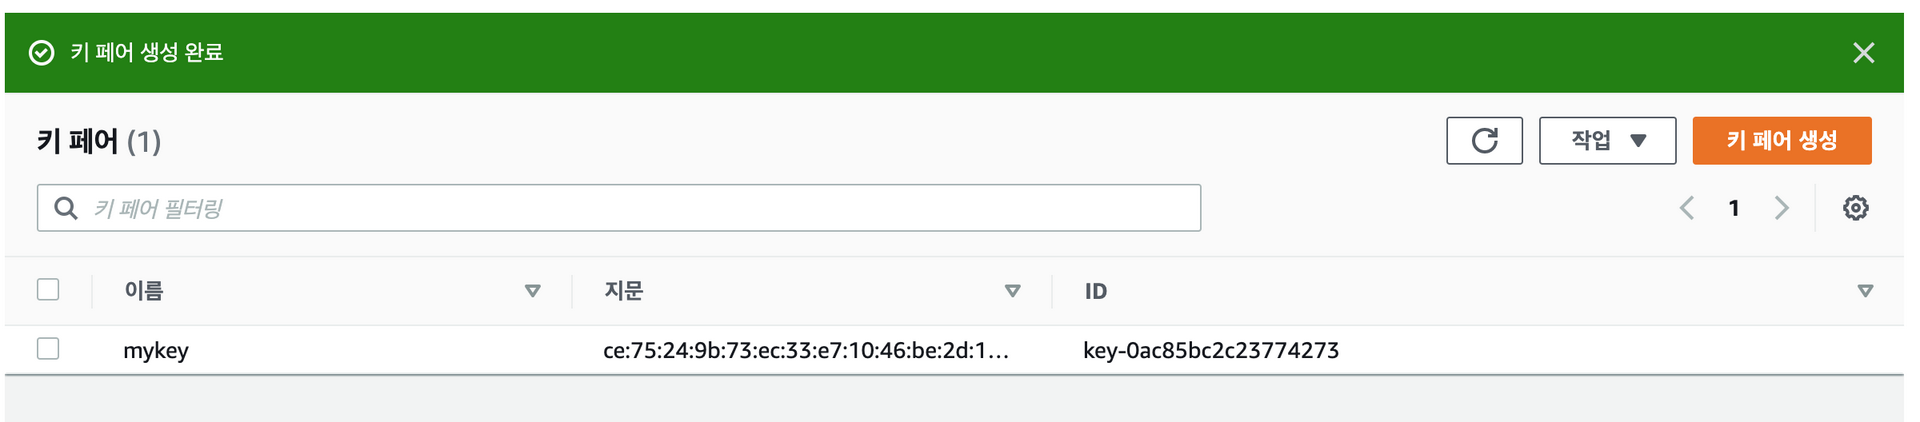 키 페어 생성 완료
키 페어 (1)
작업
키 페어 생성
키 페어 필터링
1
이름 지문 ID
mykey ce:75:24:9b:73:ec:33:e7:10:46:be:2d:1... key-0ac85bc2c23774273